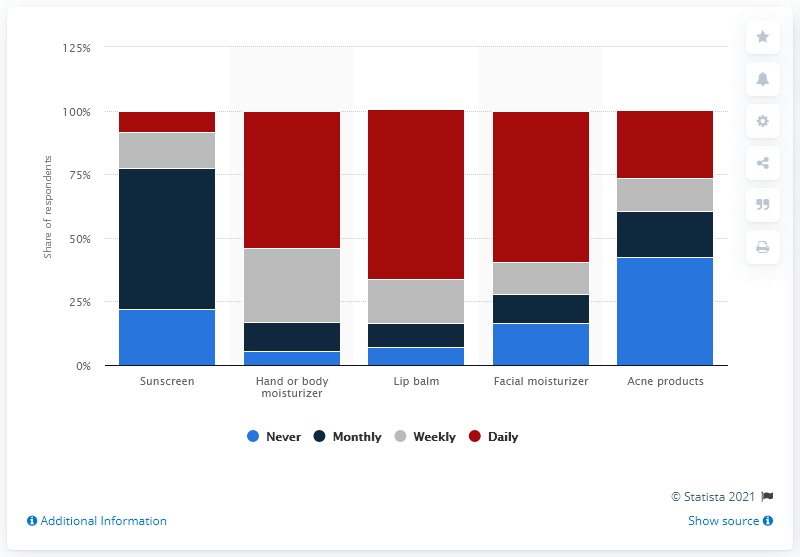 125%
100%
75%
50%
25%
0%
Share of respondents
Sunscreen
Hand or body
moisturizer
Lip balm
Facial moisturizer
Acne products
Never
Monthly
Weekly
Daily
© Statista 2021
Additional Information
Show source